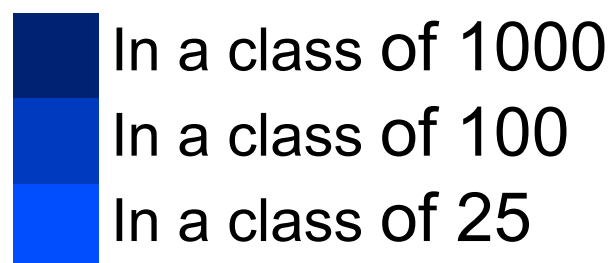 In a class of 1000
In a class of 100
In a class of 25